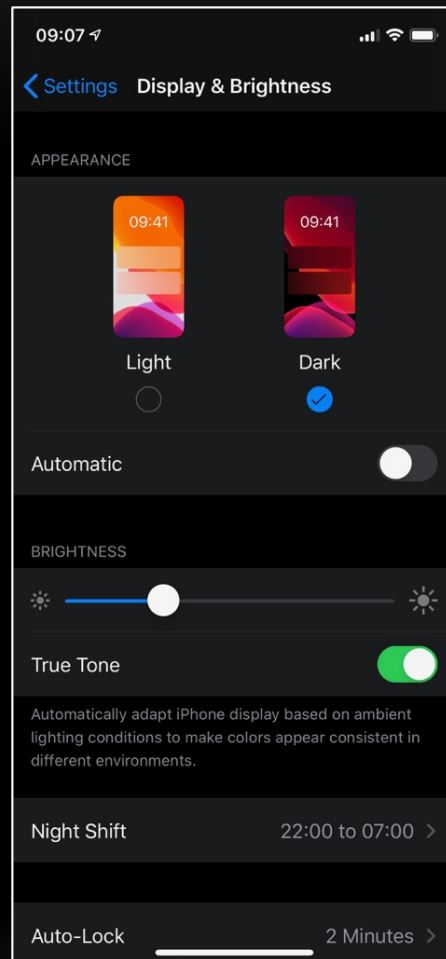 09:07
Settings Display & Brightness
APPEARANCE
09:41 09:41
Light Dark
Automatic
BRIGHTNESS
True Tone
Automatically adapt iPhone display based on ambient
lighting conditions to make colors appear consistent in
different environments.
Night Shift 22:00 to 07:00
Auto-Lock 2 Minutes